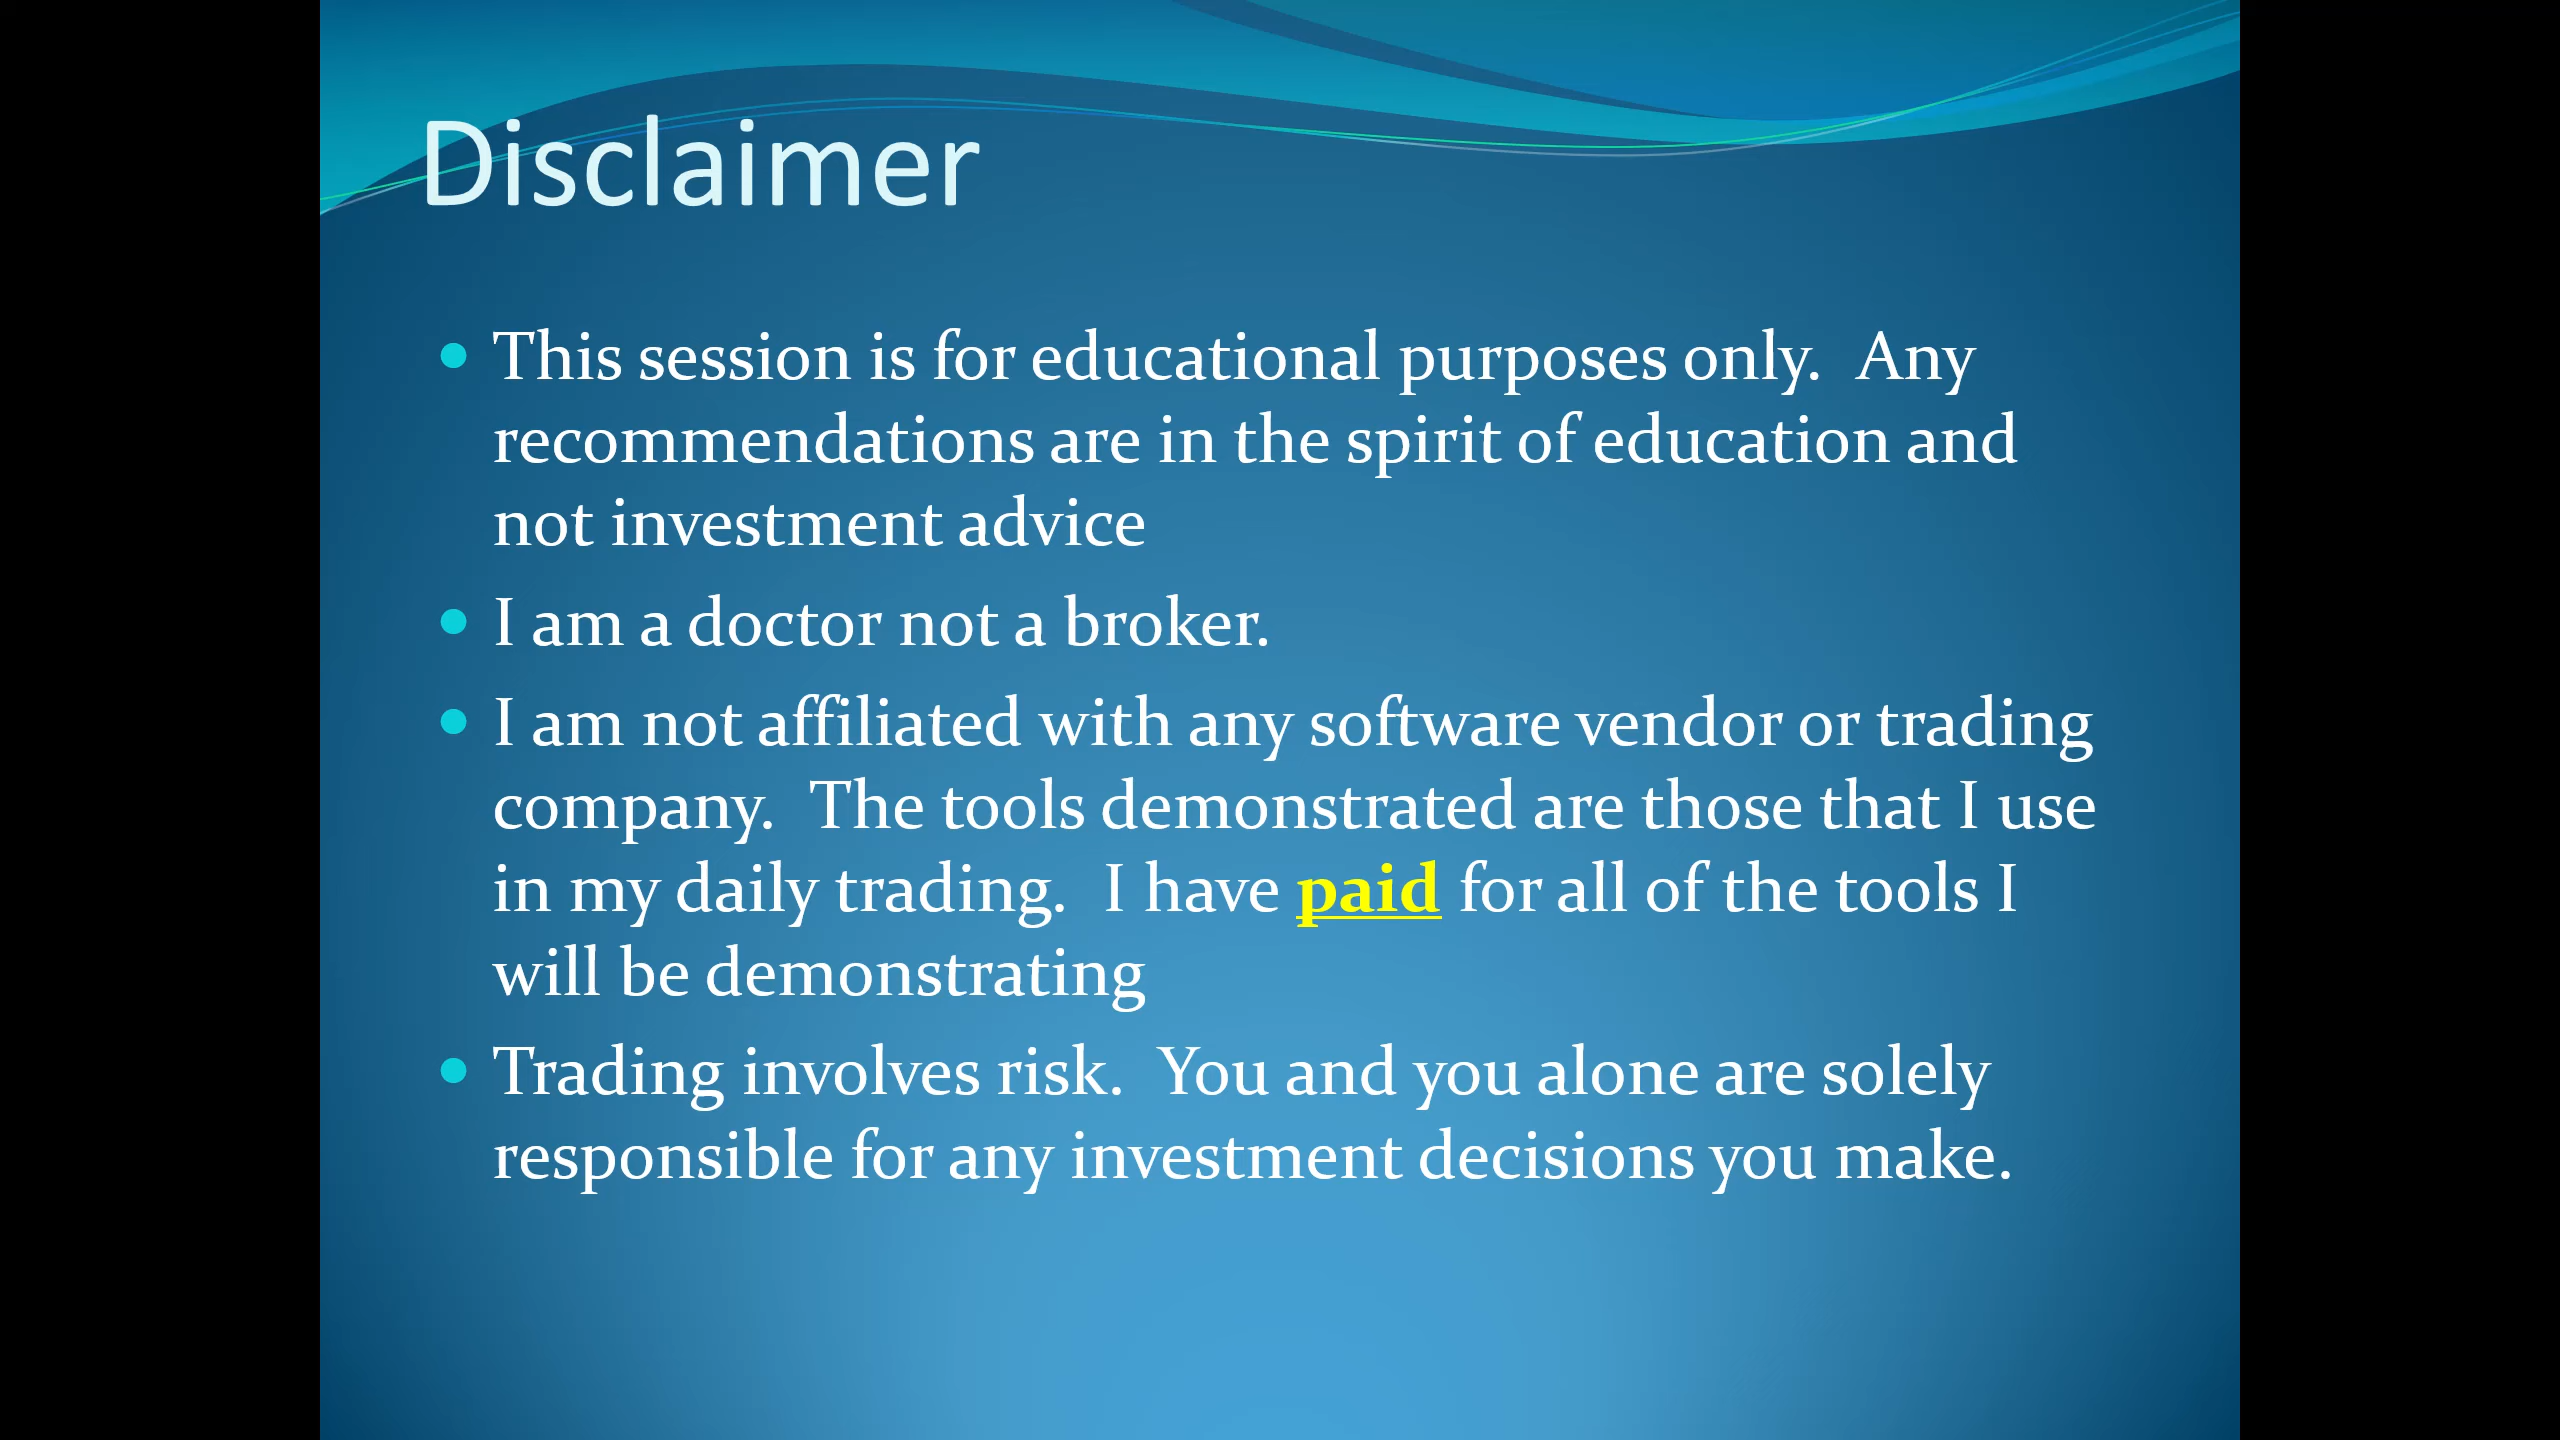 Disclaimer
• This session is for educational purposes only.  Any
recommendations are in the spirit of education and
not investment advice
• I am a doctor not a broker.
• I am not affiliated with any software vendor or trading
company.  The tools demonstrated are those that I use
in my daily trading.  I have paid for all of the tools I
will be demonstrating
• Trading involves risk.  You and you alone are solely
responsible for any investment decisions you make.